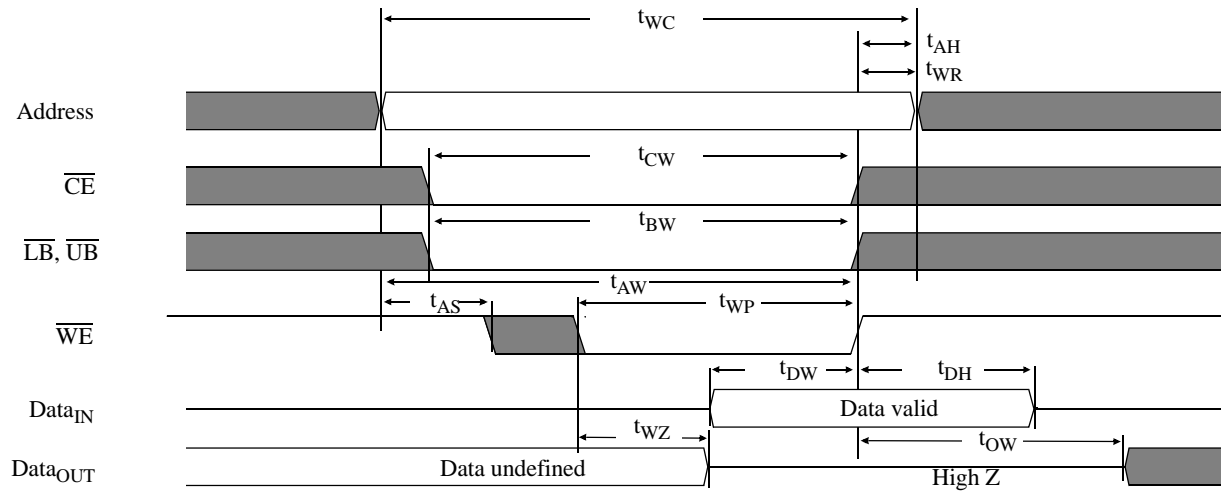 tWC
tAH
tWR
Address
tCW
CE
tBW
LB, UB
tAW
tAS
tWP
WE
tDW
tDH
DataIN
Data valid
tWZ
tOW
DataOUT
Data undefined
High Z